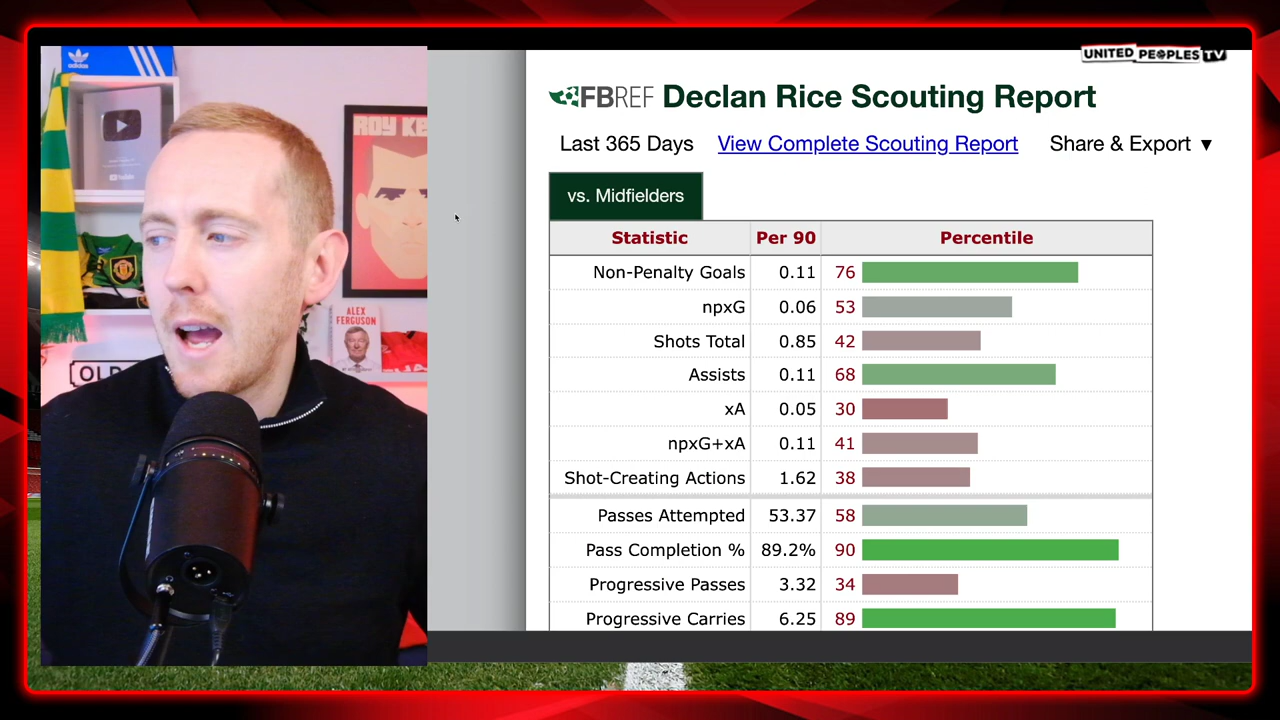 UNITED PEOPLES TV
FBREF Declan Rice Scouting Report
Last 365 Days View Complete Scouting Report Share & Export ▼
vs. Midfielders
Statistic Per 90 Percentile
Non-Penalty Goals 0.11 76
npxG 0.06 53
Shots Total 0.85 42
Assists 0.11 68
xA 0.05 30
npxG+xA 0.11 41
Shot-Creating Actions 1.62 38
Passes Attempted 53.37 58
Pass Completion % 89.2% 90
Progressive Passes 3.32 34
Progressive Carries 6.25 89
adidas
ROY KE
ALEX
FERGUSON
OLD